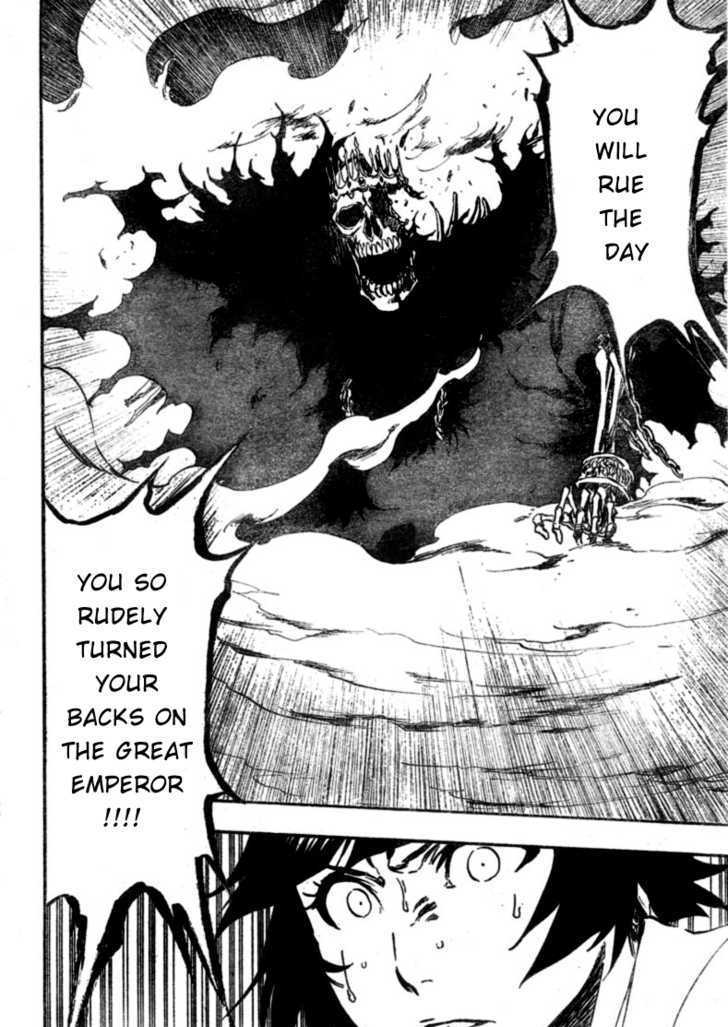 YOU
WILL
RUE
THE
DAY
YOU SO
RUDELY
TURNED
YOUR
BACKS ON
THE GREAT
EMPEROR
!!!!